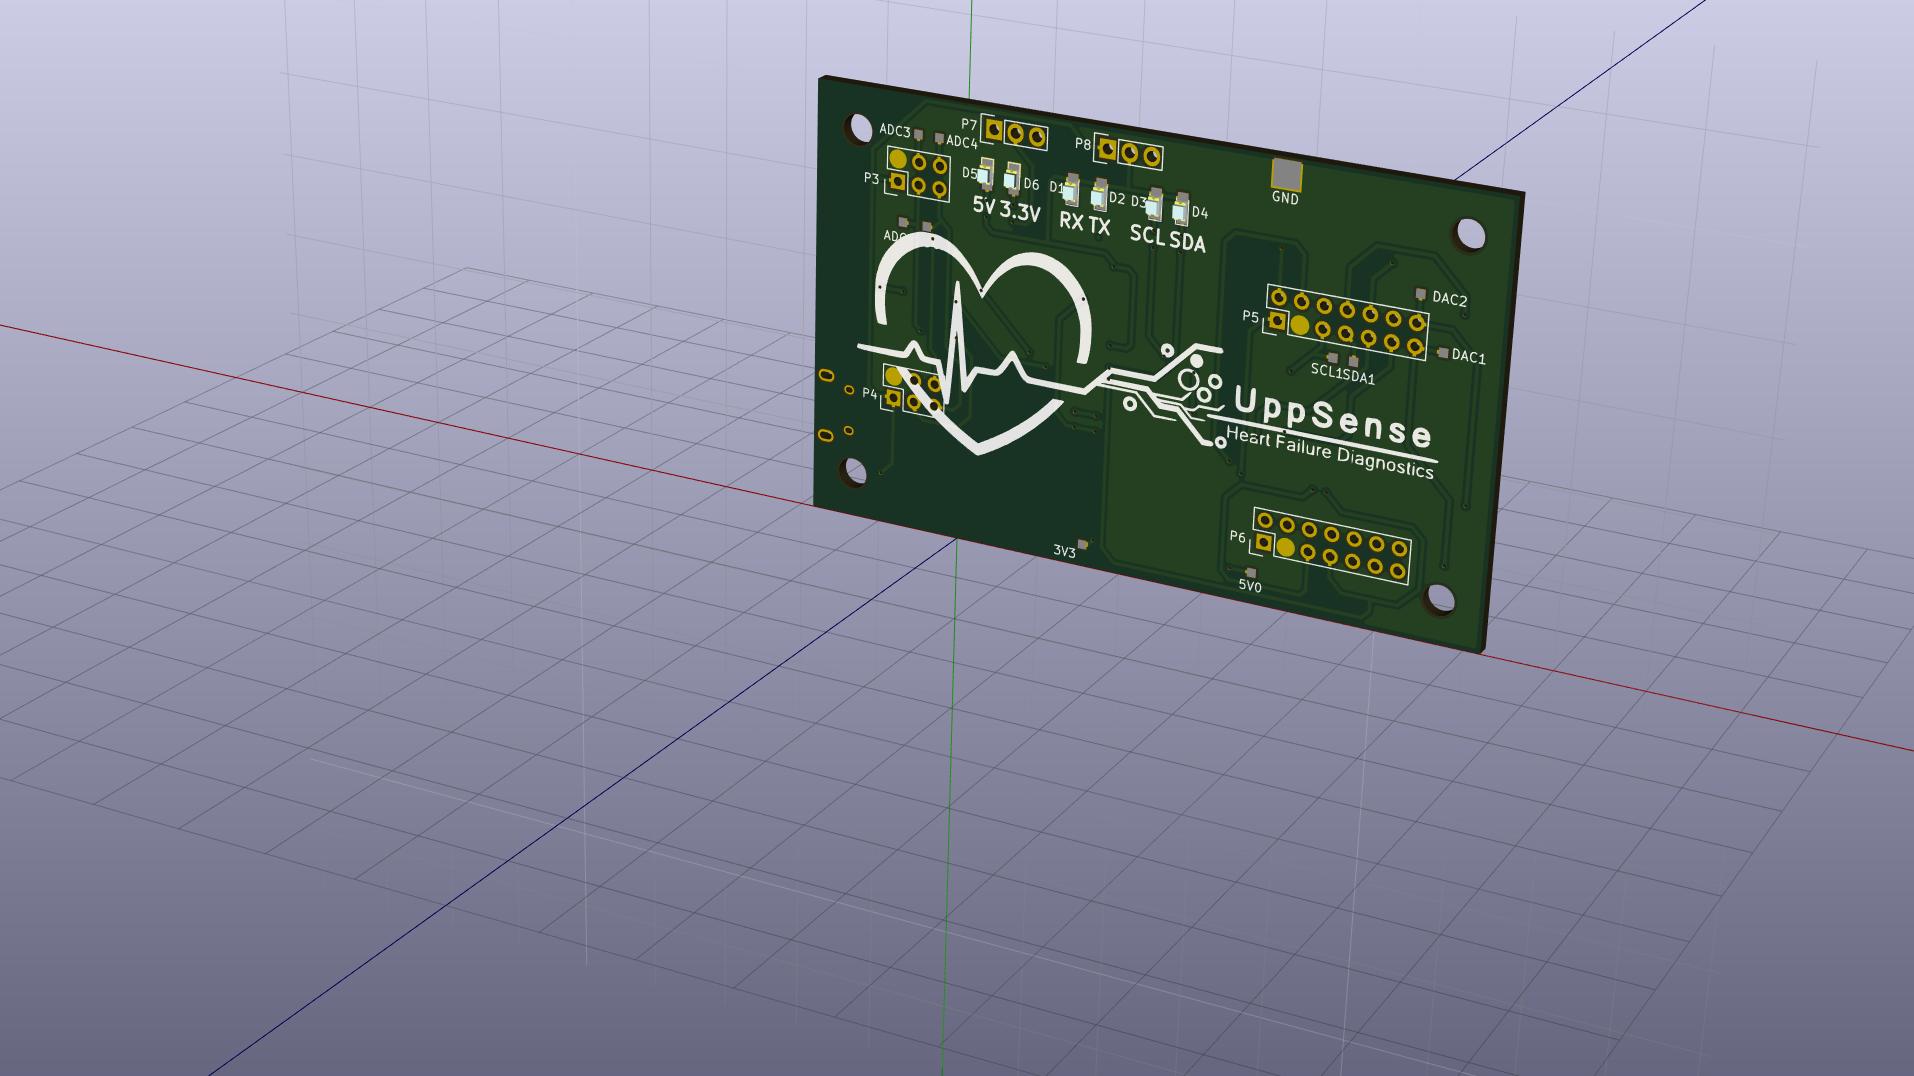 P7
ADC3
ADC4
P8
P3
D5
D6
D1
D2
D3
D4
GND
5V 3.3V
RX TX
SCL SDA
DAC2
P5
DAC1
SCL1 SDA1
P4
UppSense
Heart Failure Diagnostics
P6
3V3
5V0